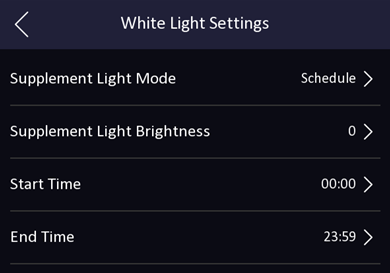 White Light Settings
Supplement Light Mode Schedule
Supplement Light Brightness 0
Start Time 00:00
End Time 23:59